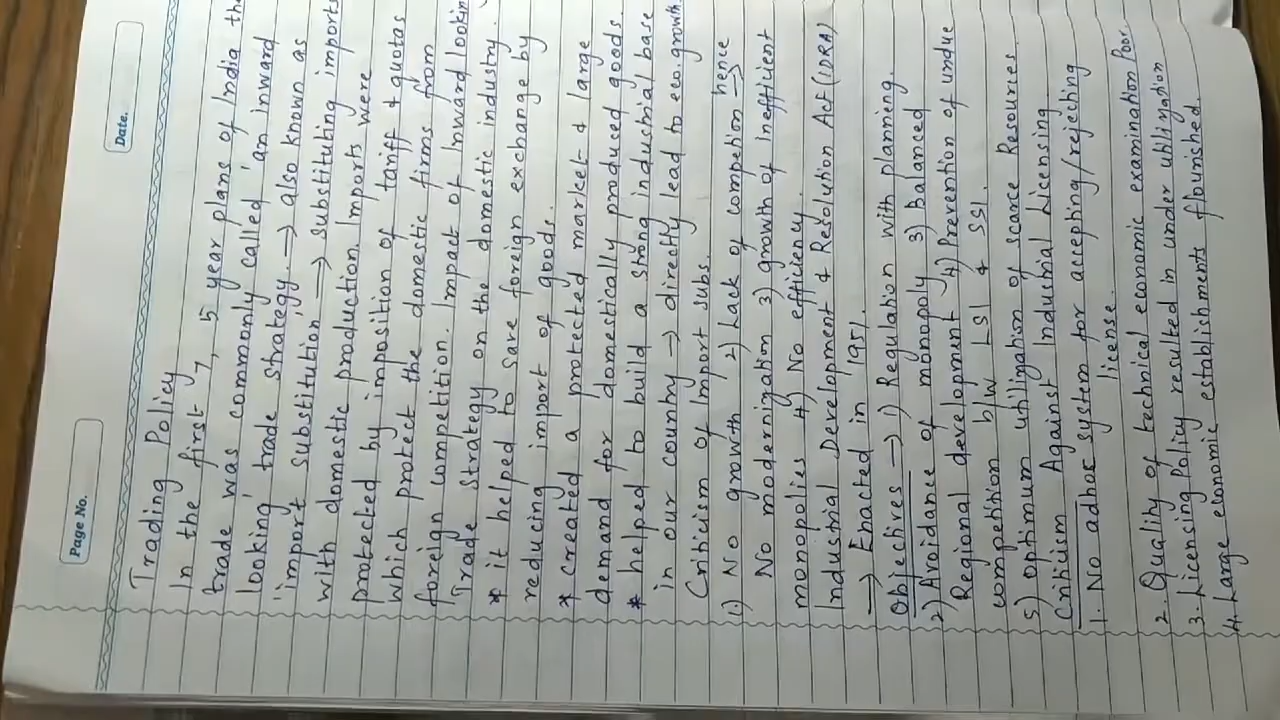 Page No.
Date.
Trading Policy
In the first 7, 5 year plans of India the
trade was commonly called 'an inward
looking' trade strategy. → also known as
'import substitution' ⇒ substituting imports
with domestic production. Imports were
protected by imposition of tariff & quotas
which protect the domestic firms from
foreign competition. Impact of Inward looking
Trade strategy on the domestic industry.
* it helped to save foreign exchange by
reducing import of goods.
* created a protected market & large
demand for domestically produced goods
* helped to build a strong industrial base
in our country → directly lead to eco. growth
Criticism of Import subs.
1.) No growth 2) Lack of competion ⇒ hence
No modernization 3) growth of inefficient
monopolies 4) No efficiency
Industrial Development & Resolution Act (IDRA)
→ Enacted in 1951.
Objectives → 1) Regulation with planning.
2) Avoidance of monopoly 3) balanced
Regional development 4) Prevention of undue
competition b/w LSI & SSI.
5) optimum utilization of scarce Resouries
Criticism Against Industrial Licensing
1. No adhoc system for accepting/rejecting
license.
2. Quality of technical economic examination Poor.
3. Licensing Policy resulted in under utilization
4. Large economic establishments flourished.